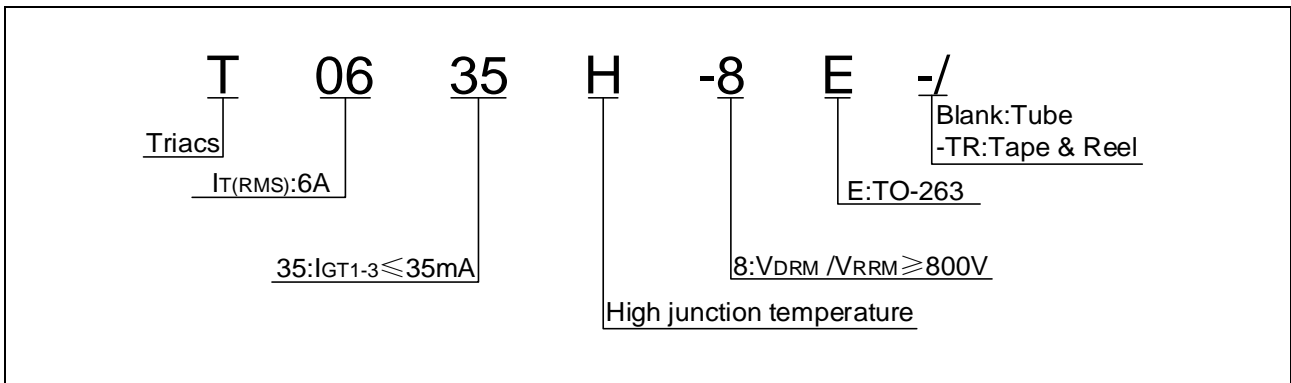 T 06 35 H -8 E -/
Blank:Tube
Triacs
-TR:Tape & Reel
IT(RMS):6A
E:TO-263
35:IGT1-3≤35mA
8:VDRM /VRRM≥800V
High junction temperature